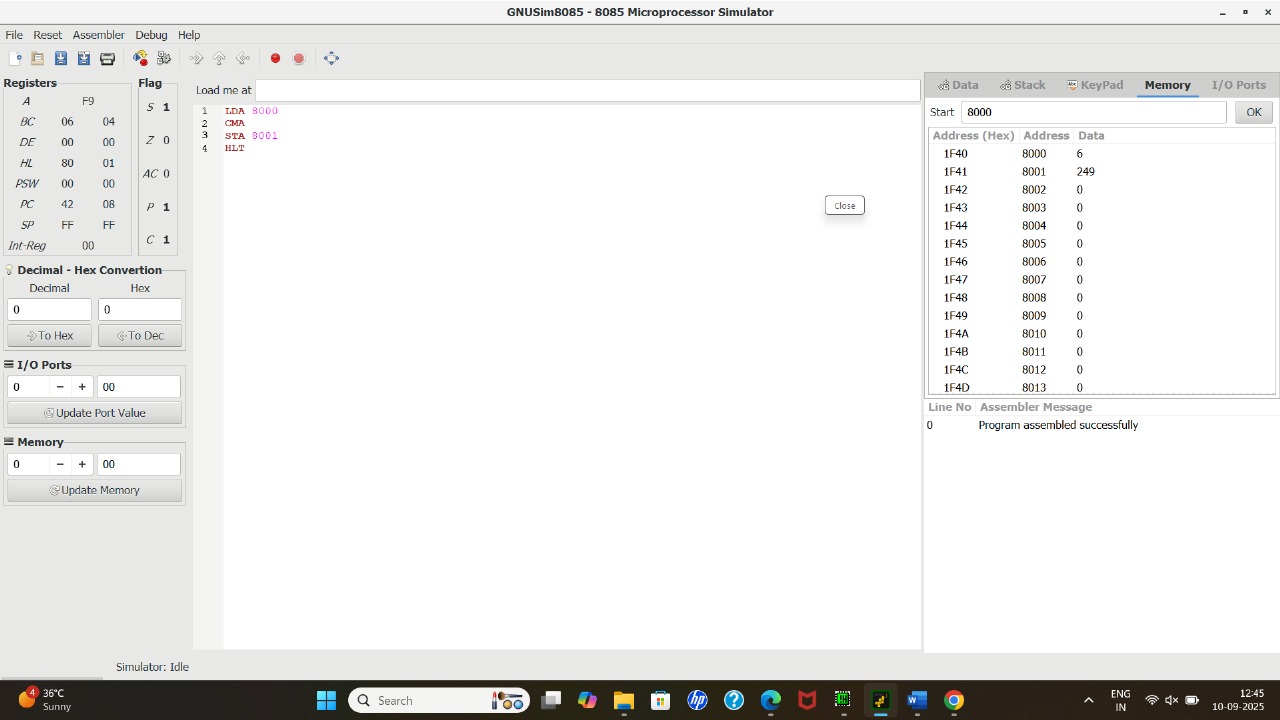 GNUSim8085 - 8085 Microprocessor Simulator
File Reset Assembler Debug Help
Registers
A F9
BC 06 04
DE 00 00
HL 80 01
PSW 00 00
PC 42 08
SP FF FF
Int-Reg 00
Flag
S 1
Z 0
AC 0
P 1
C 1
Decimal - Hex Convertion
Decimal Hex
0 0
To Hex To Dec
I/O Ports
0 − + 00
Update Port Value
Memory
0 − + 00
Update Memory
Load me at
1 LDA 8000
2 CMA
3 STA 8001
4 HLT
Close
Data Stack KeyPad Memory I/O Ports
Start 8000 OK
Address (Hex) Address Data
1F40 8000 6
1F41 8001 249
1F42 8002 0
1F43 8003 0
1F44 8004 0
1F45 8005 0
1F46 8006 0
1F47 8007 0
1F48 8008 0
1F49 8009 0
1F4A 8010 0
1F4B 8011 0
1F4C 8012 0
1F4D 8013 0
Line No Assembler Message
0 Program assembled successfully
Simulator: Idle
4 36°C
Sunny
Search
hp
?
W
ENG
IN
12:45
10-09-2025